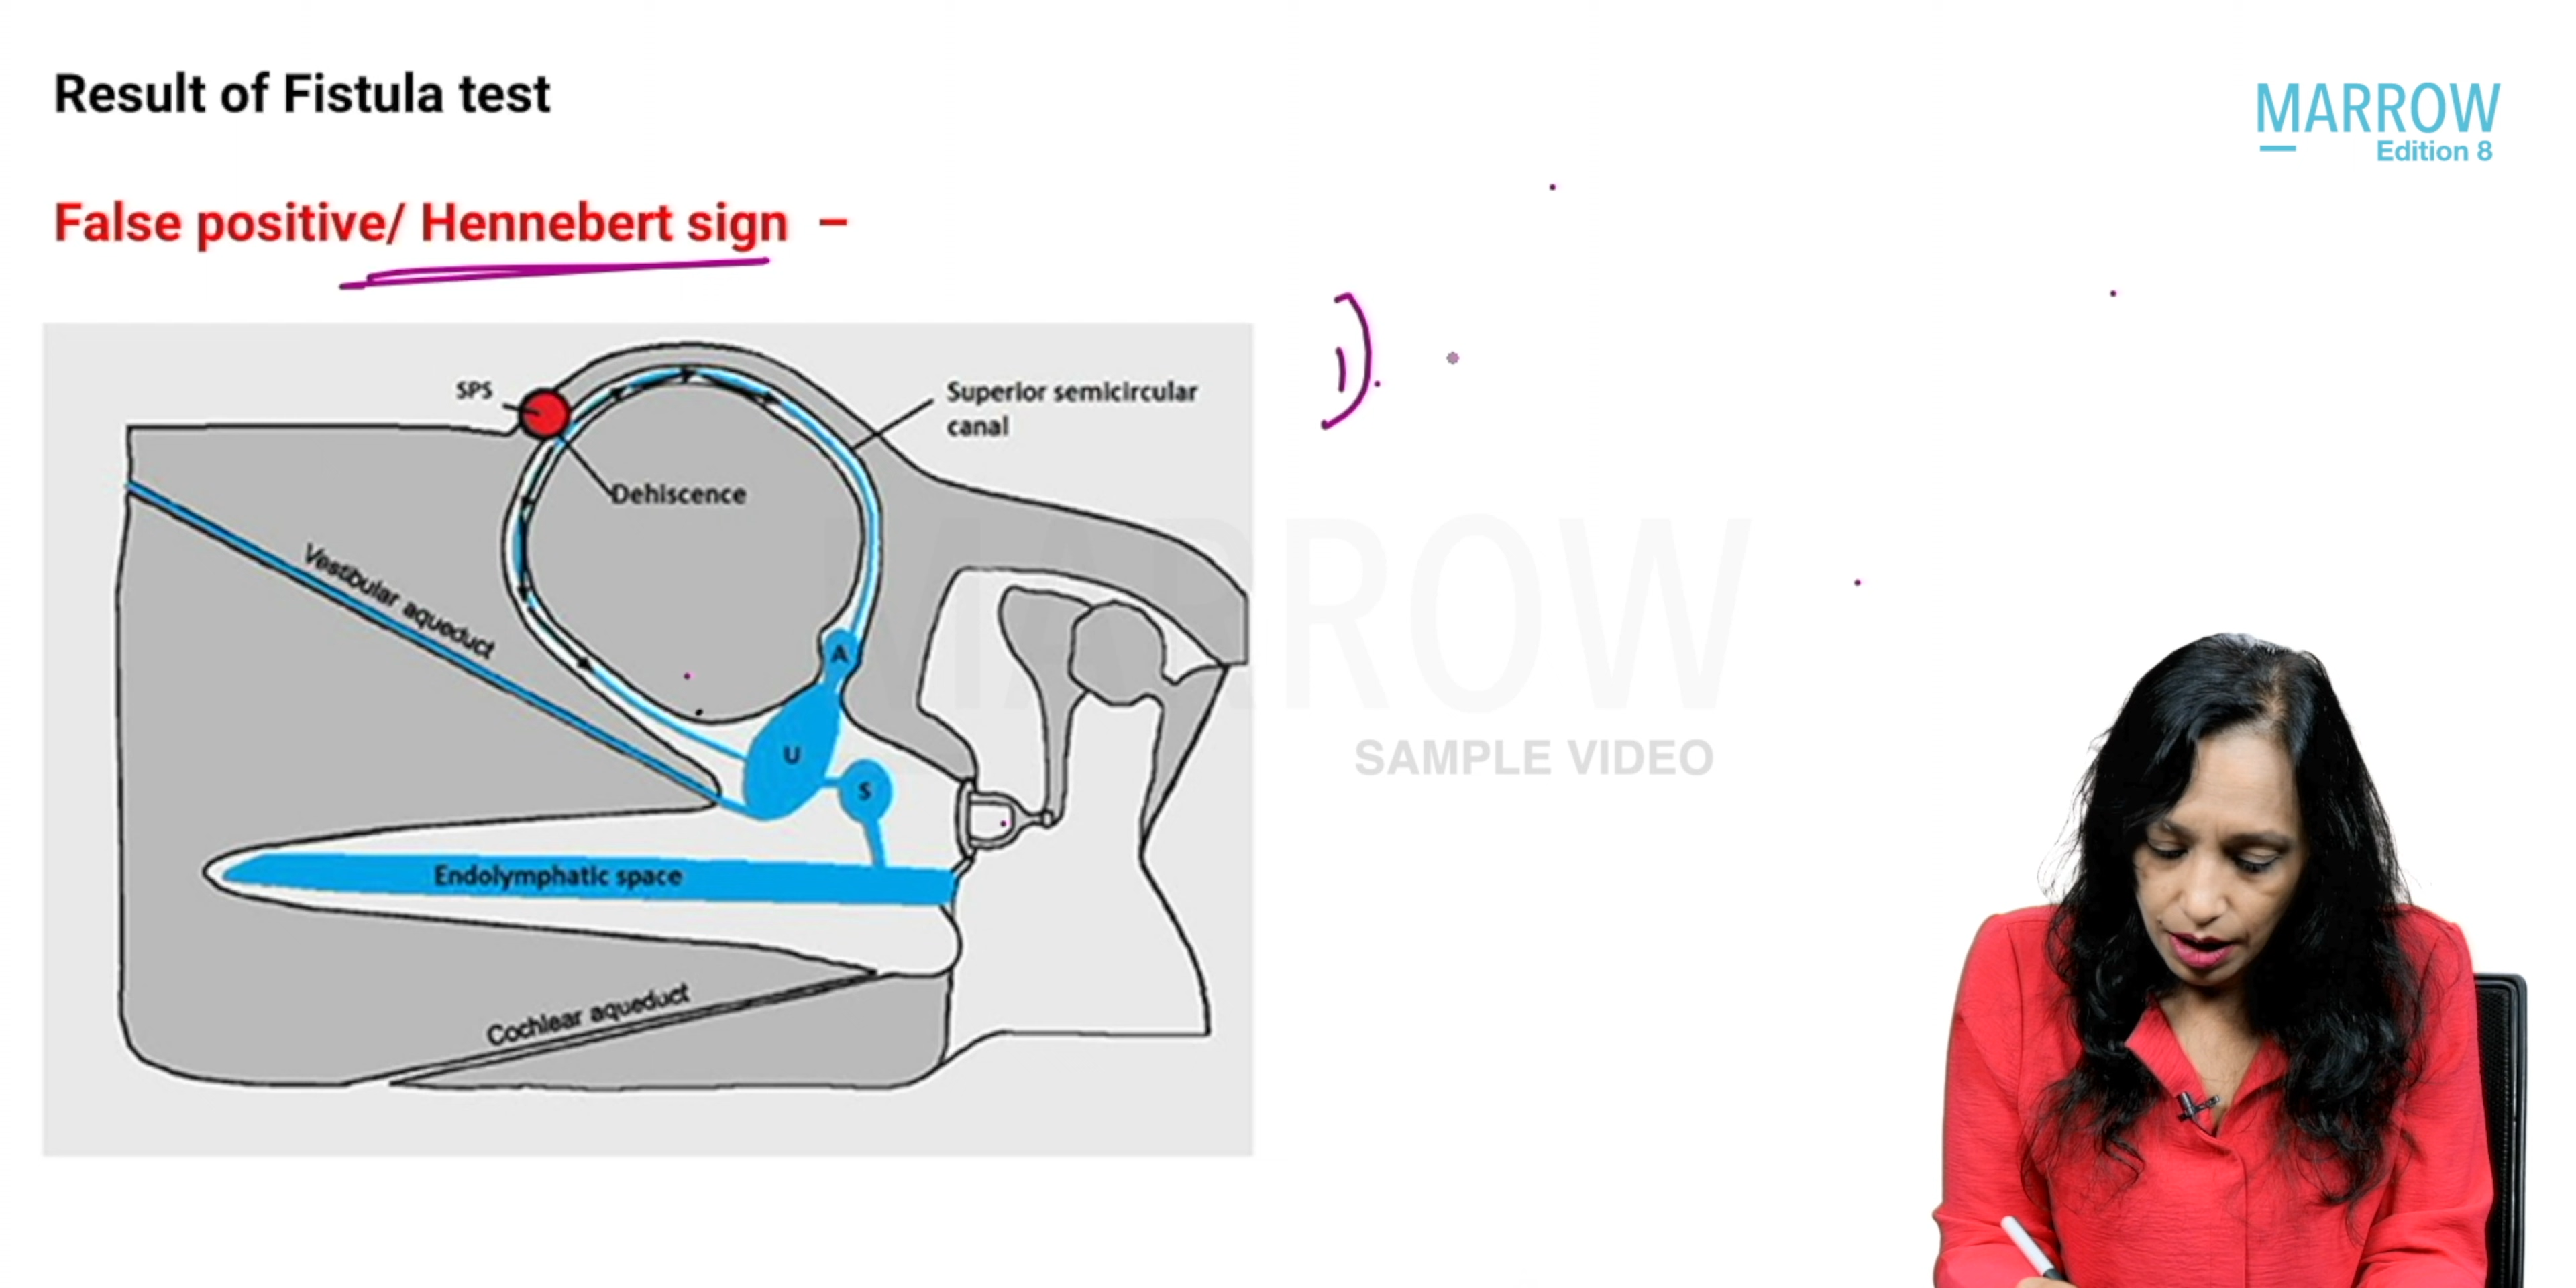 Result of Fistula test
MARROW
Edition 8
False positive/ Hennebert sign –
1)
SPS
Superior semicircular
canal
Dehiscence
Vestibular aqueduct
A
U
S
MARROW
SAMPLE VIDEO
Endolymphatic space
Cochlear aqueduct